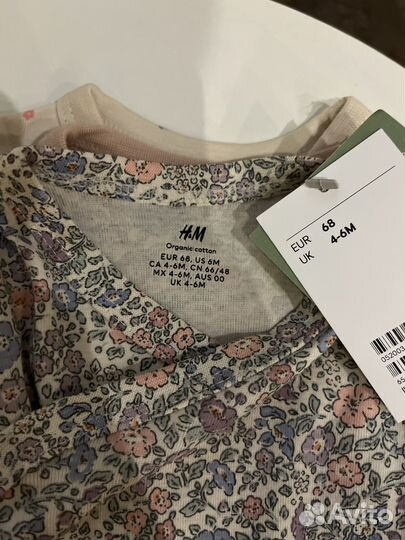 H&M
Organic cotton
EUR 68, US 6M
CA 4-6M, CN 66/48
MX 4-6M, AUS 00
UK 4-6M
EUR 68
UK 4-6M
Avito